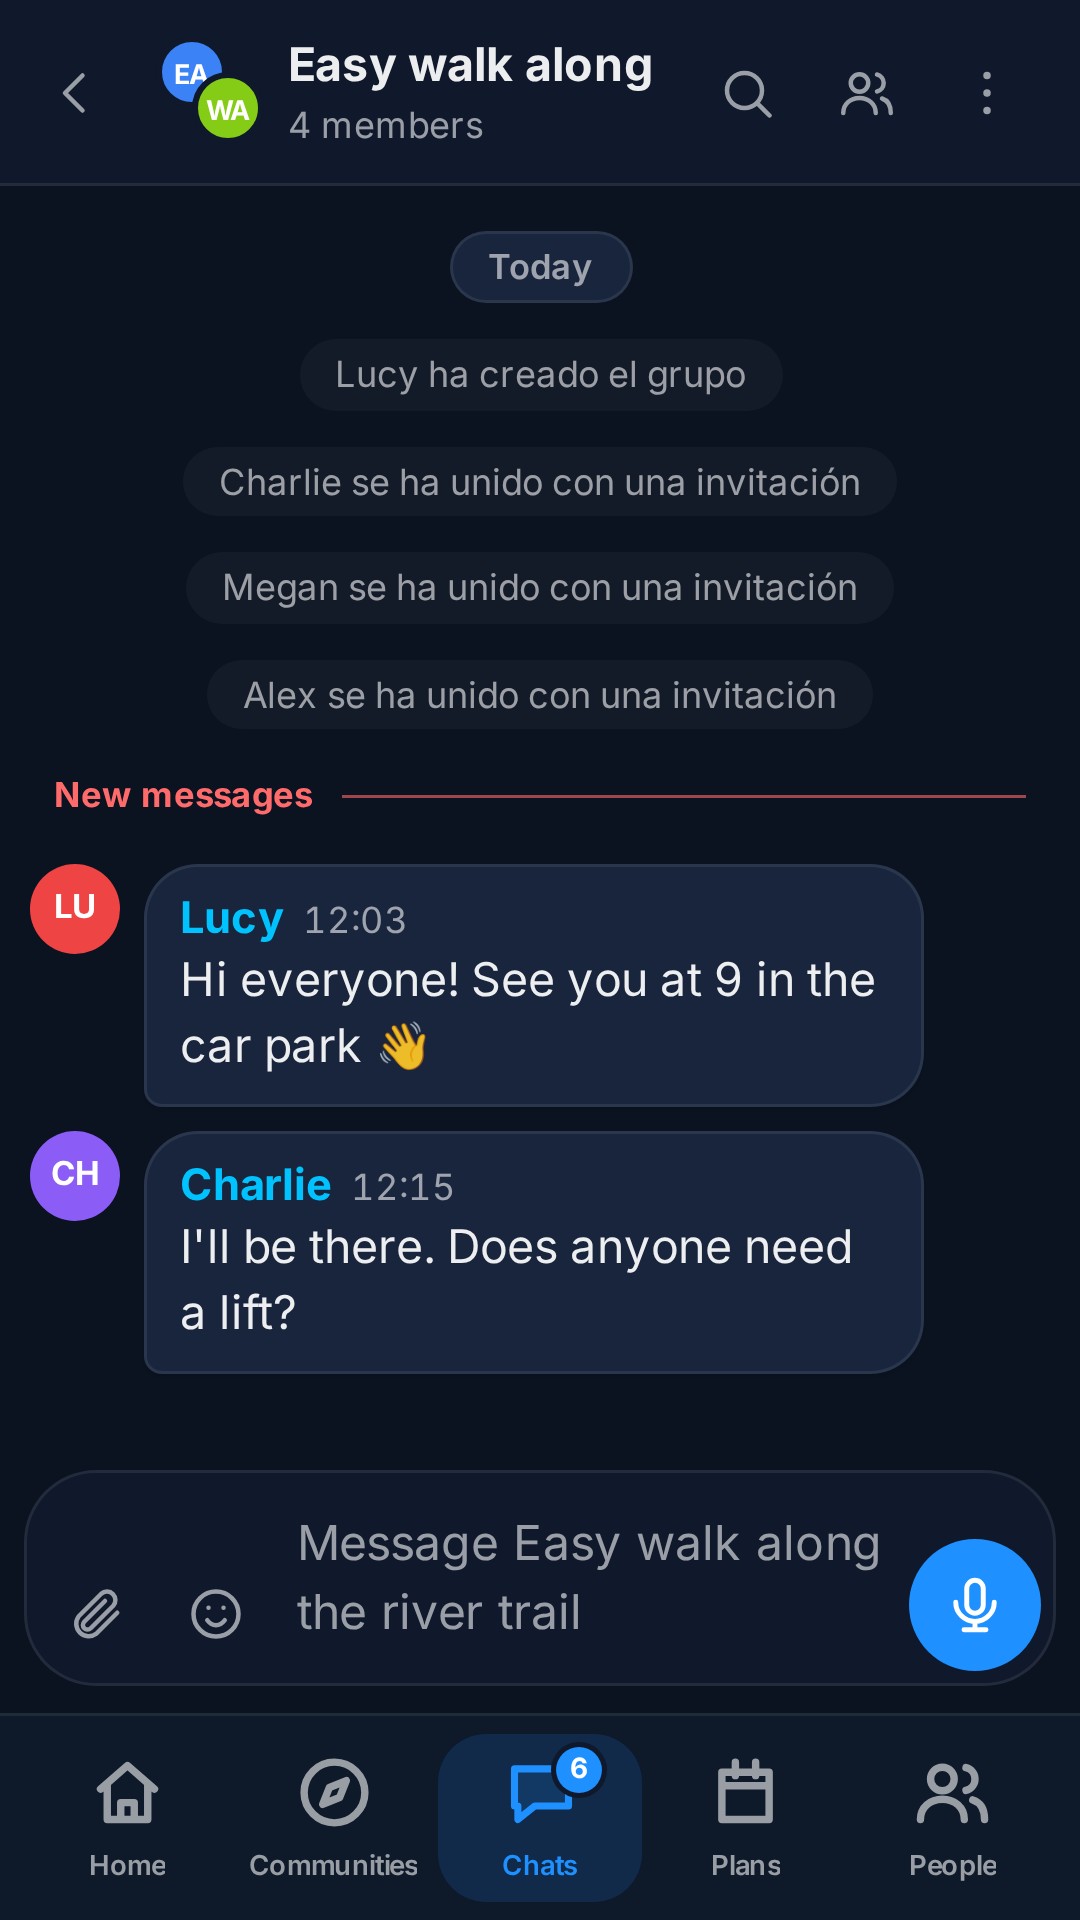 EA
WA
Easy walk along
4 members
Today
Lucy ha creado el grupo
Charlie se ha unido con una invitación
Megan se ha unido con una invitación
Alex se ha unido con una invitación
New messages
LU
Lucy 12:03
Hi everyone! See you at 9 in the
car park 👋
CH
Charlie 12:15
I'll be there. Does anyone need
a lift?
Message Easy walk along
the river trail
6
Home
Communities
Chats
Plans
People